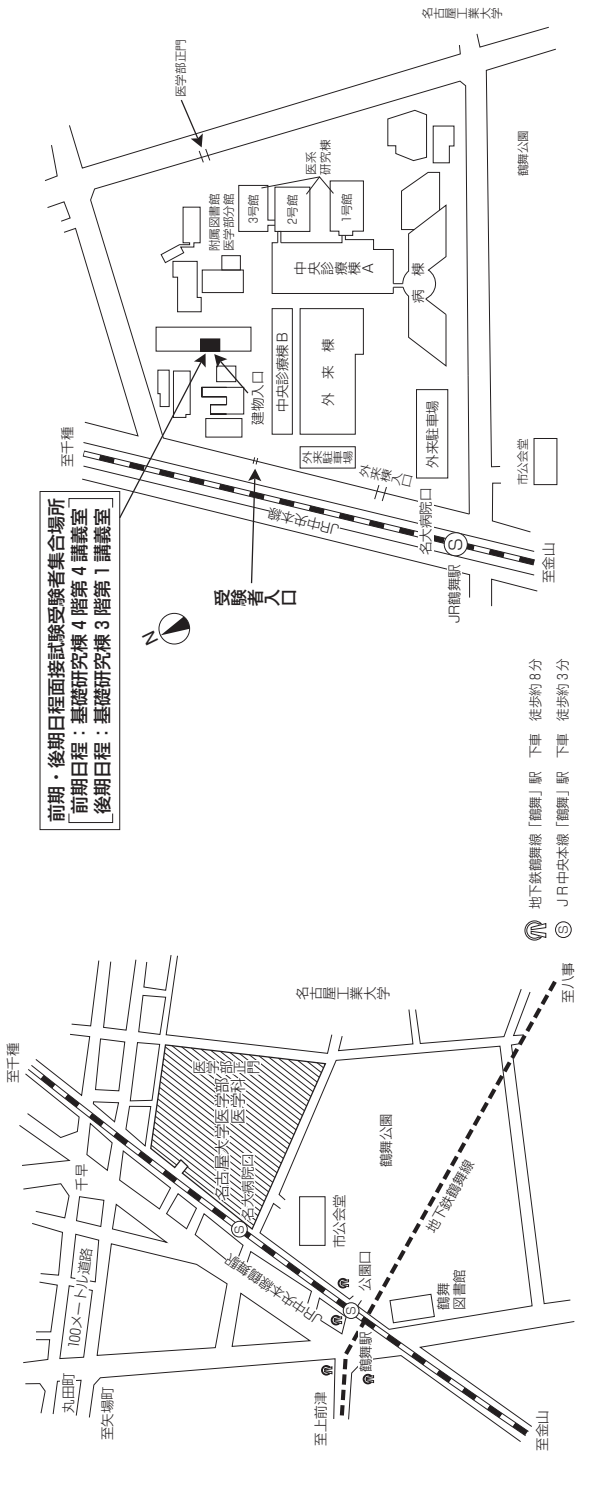 至千種
100メートル道路
千早
丸田町
至矢場町
名古屋大学医学部
医学科
医学部正門
名大病院口
名古屋工業大学
JR中央本線鶴舞駅
市公会堂
鶴舞公園
公園口
鶴舞駅
至上前津
鶴舞
図書館
地下鉄鶴舞線
至八事
至金山
前期・後期日程面接試験受験者集合場所
前期日程：基礎研究棟４階第４講義室
後期日程：基礎研究棟３階第１講義室
N
受験者入口
至千種
JR中央本線
建物入口
附属図書館
医学部分館
医学部正門
名古屋工業大学
医系
研究棟
3号館
2号館
1号館
中央診療棟A
中央診療棟B
外来棟
病棟
外来
駐車
場
外来棟
入口
外来駐車場
名大病院口
JR鶴舞駅
S
至金山
市公会堂
鶴舞公園
地下鉄鶴舞線「鶴舞」駅　下車　徒歩約８分
S　ＪＲ中央本線「鶴舞」駅　下車　徒歩約３分